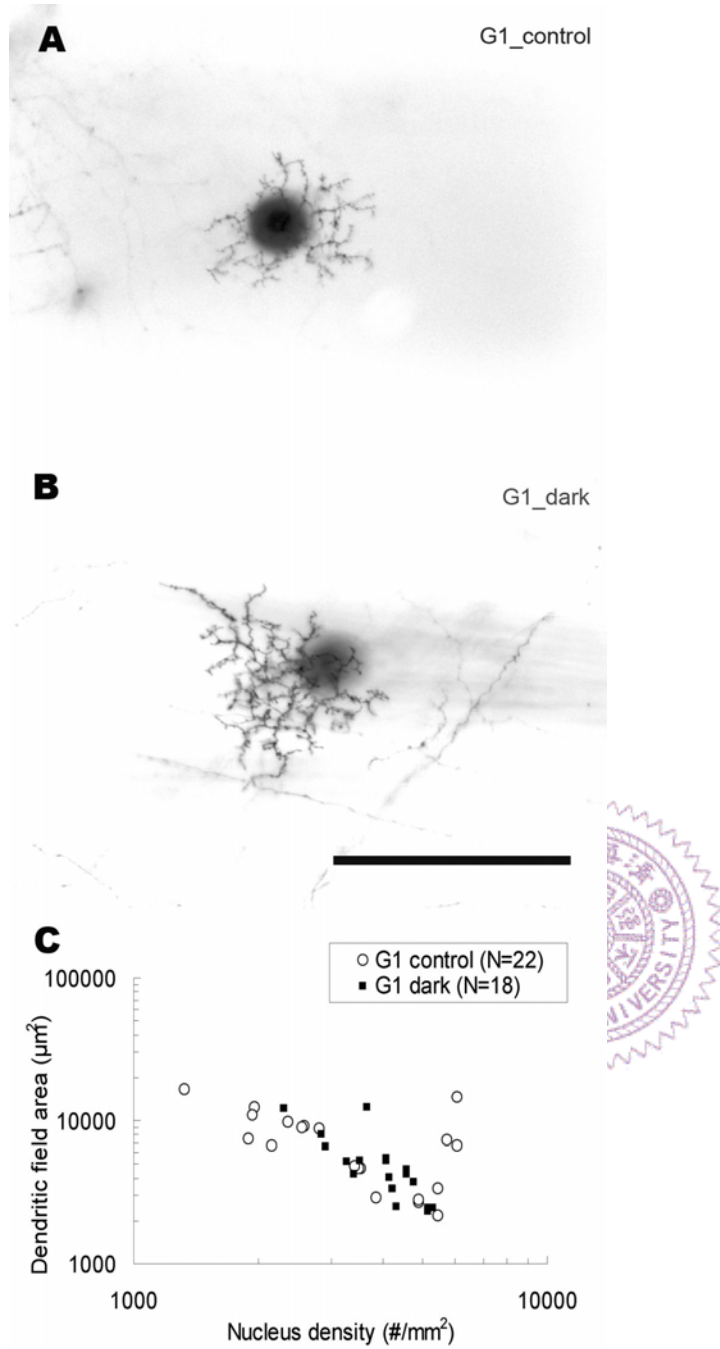 A
G1_control
B
G1_dark
C
G1 control (N=22)
G1 dark (N=18)
100000
10000
1000
Dendritic field area (µm²)
1000
10000
Nucleus density (#/mm²)